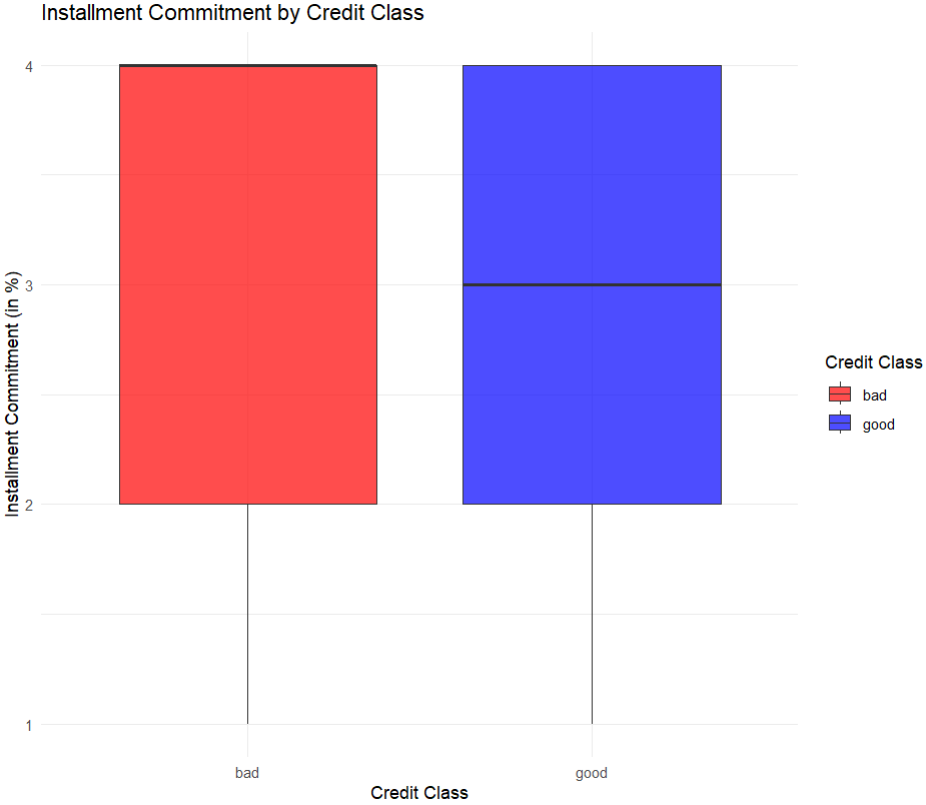 Installment Commitment by Credit Class
Installment Commitment (in %)
4
3
2
1
bad
good
Credit Class
Credit Class
bad
good